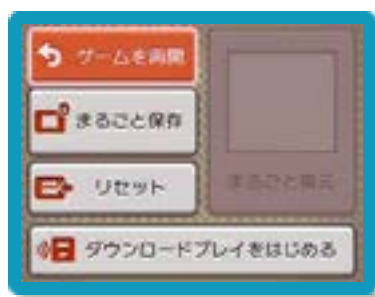 ゲームを再開
まるごと保存
まるごと復元
リセット
ダウンロードプレイをはじめる